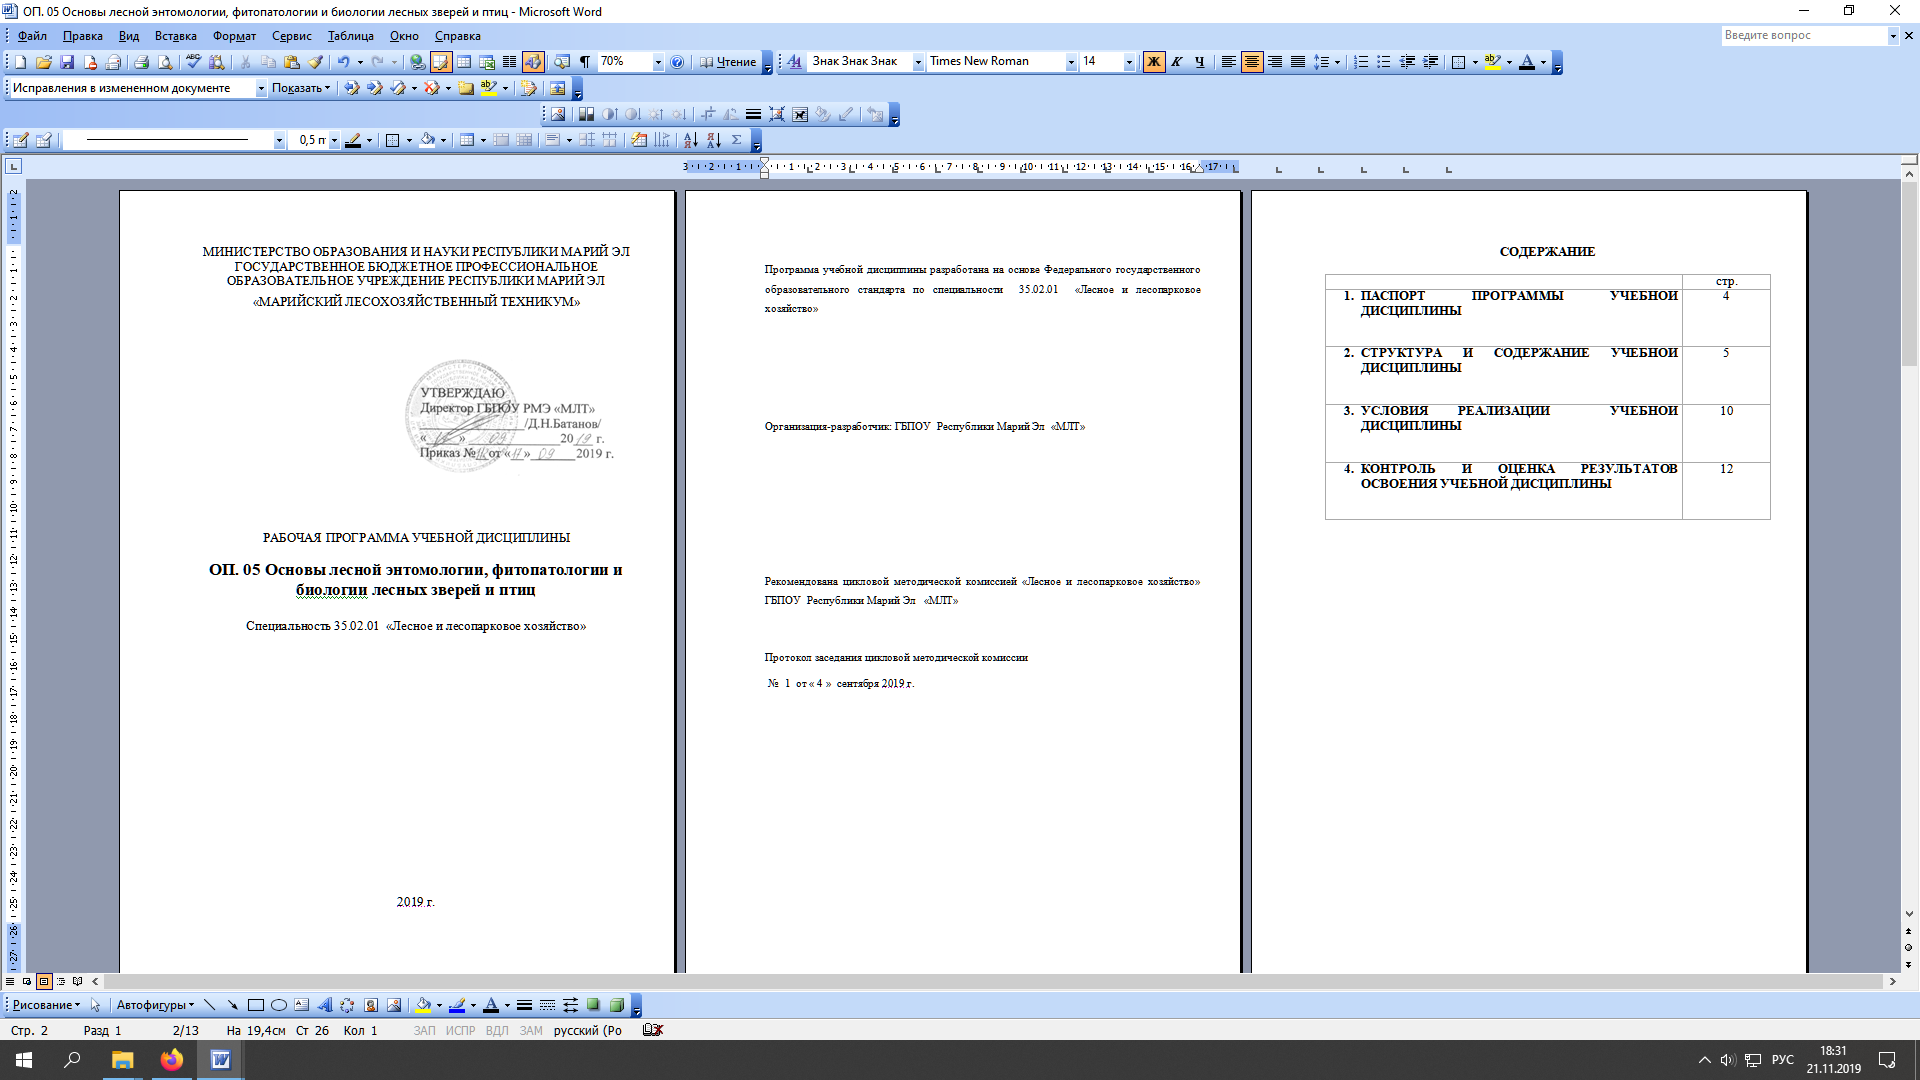 ОП. 05 Основы лесной энтомологии, фитопатологии и биологии лесных зверей и птиц - Microsoft Word
Файл Правка Вид Вставка Формат Сервис Таблица Окно Справка
Введите вопрос
70% Чтение Знак Знак Знак Times New Roman 14 Ж К Ч
Исправления в измененном документе Показать
0,5 п
МИНИСТЕРСТВО ОБРАЗОВАНИЯ И НАУКИ РЕСПУБЛИКИ МАРИЙ ЭЛ
ГОСУДАРСТВЕННОЕ БЮДЖЕТНОЕ ПРОФЕССИОНАЛЬНОЕ
ОБРАЗОВАТЕЛЬНОЕ УЧРЕЖДЕНИЕ РЕСПУБЛИКИ МАРИЙ ЭЛ
«МАРИЙСКИЙ ЛЕСОХОЗЯЙСТВЕННЫЙ ТЕХНИКУМ»
УТВЕРЖДАЮ
Директор ГБПОУ РМЭ «МЛТ»
/Д.Н.Батанов/
« » 09 2019 г.
Приказ № от «17» 09 2019 г.
РАБОЧАЯ ПРОГРАММА УЧЕБНОЙ ДИСЦИПЛИНЫ
ОП. 05 Основы лесной энтомологии, фитопатологии и
биологии лесных зверей и птиц
Специальность 35.02.01 «Лесное и лесопарковое хозяйство»
2019 г.
Программа учебной дисциплины разработана на основе Федерального государственного
образовательного стандарта по специальности 35.02.01 «Лесное и лесопарковое
хозяйство»
Организация-разработчик: ГБПОУ Республики Марий Эл «МЛТ»
Рекомендована цикловой методической комиссией «Лесное и лесопарковое хозяйство»
ГБПОУ Республики Марий Эл «МЛТ»
Протокол заседания цикловой методической комиссии
№ 1 от « 4 » сентября 2019 г.
СОДЕРЖАНИЕ
стр.
1. ПАСПОРТ ПРОГРАММЫ УЧЕБНОЙ 4
ДИСЦИПЛИНЫ
2. СТРУКТУРА И СОДЕРЖАНИЕ УЧЕБНОЙ 5
ДИСЦИПЛИНЫ
3. УСЛОВИЯ РЕАЛИЗАЦИИ УЧЕБНОЙ 10
ДИСЦИПЛИНЫ
4. КОНТРОЛЬ И ОЦЕНКА РЕЗУЛЬТАТОВ 12
ОСВОЕНИЯ УЧЕБНОЙ ДИСЦИПЛИНЫ
Рисование Автофигуры
Стр. 2 Разд 1 2/13 На 19,4см Ст 26 Кол 1 ЗАП ИСПР ВДЛ ЗАМ русский (Ро
РУС
18:31
21.11.2019